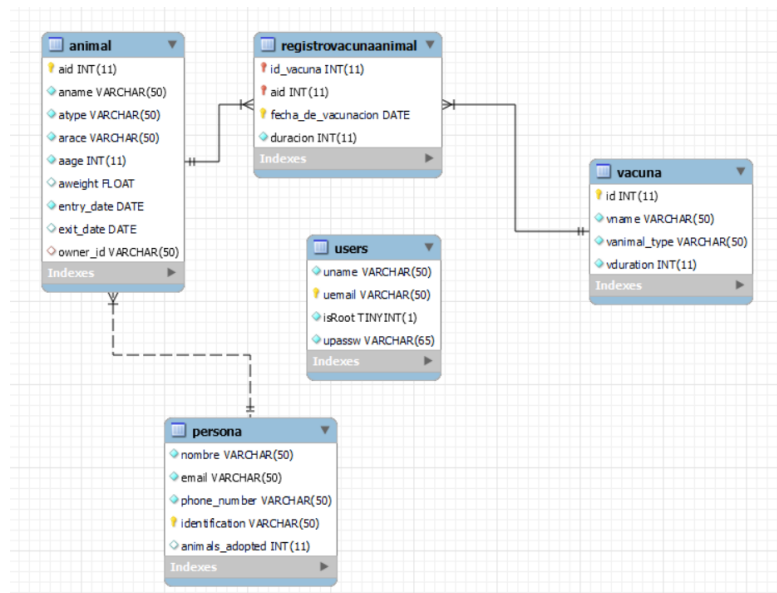 animal
aid INT(11)
aname VARCHAR(50)
atype VARCHAR(50)
arace VARCHAR(50)
aage INT(11)
aweight FLOAT
entry_date DATE
exit_date DATE
owner_id VARCHAR(50)
Indexes
registrovacunaanimal
id_vacuna INT(11)
aid INT(11)
fecha_de_vacunacion DATE
duracion INT(11)
Indexes
vacuna
id INT(11)
vname VARCHAR(50)
vanimal_type VARCHAR(50)
vduration INT(11)
Indexes
users
uname VARCHAR(50)
uemail VARCHAR(50)
isRoot TINYINT(1)
upassw VARCHAR(65)
Indexes
persona
nombre VARCHAR(50)
email VARCHAR(50)
phone_number VARCHAR(50)
identification VARCHAR(50)
animals_adopted INT(11)
Indexes